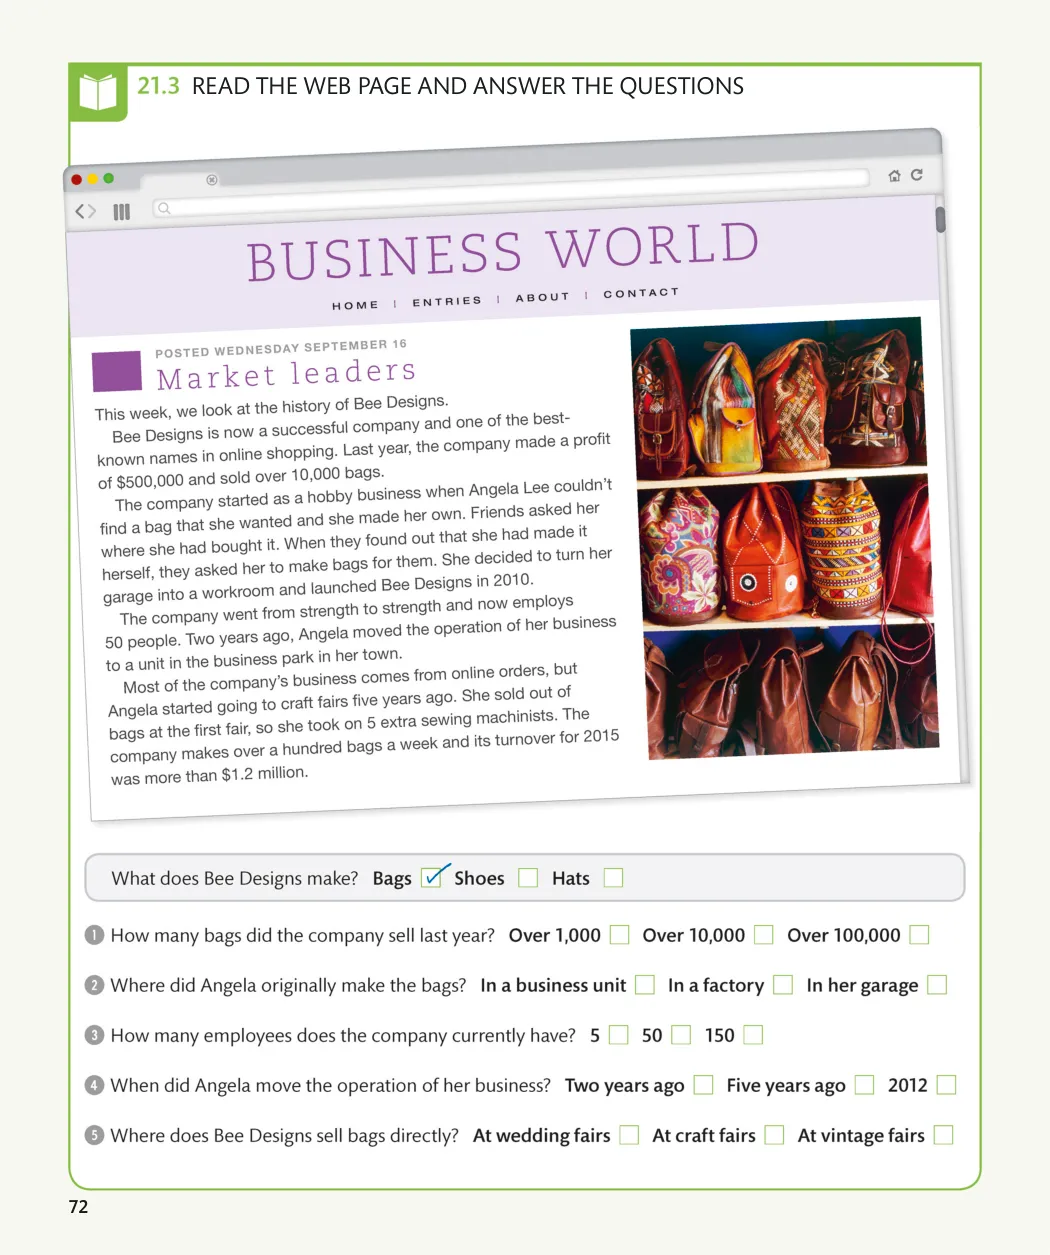 21.3 READ THE WEB PAGE AND ANSWER THE QUESTIONS
BUSINESS WORLD
HOME | ENTRIES | ABOUT | CONTACT
POSTED WEDNESDAY SEPTEMBER 16
Market leaders
This week, we look at the history of Bee Designs.
Bee Designs is now a successful company and one of the best-
known names in online shopping. Last year, the company made a profit
of $500,000 and sold over 10,000 bags.
The company started as a hobby business when Angela Lee couldn't
find a bag that she wanted and she made her own. Friends asked her
where she had bought it. When they found out that she had made it
herself, they asked her to make bags for them. She decided to turn her
garage into a workroom and launched Bee Designs in 2010.
The company went from strength to strength and now employs
50 people. Two years ago, Angela moved the operation of her business
to a unit in the business park in her town.
Most of the company's business comes from online orders, but
Angela started going to craft fairs five years ago. She sold out of
bags at the first fair, so she took on 5 extra sewing machinists. The
company makes over a hundred bags a week and its turnover for 2015
was more than $1.2 million.
What does Bee Designs make? Bags Shoes Hats
1 How many bags did the company sell last year? Over 1,000 Over 10,000 Over 100,000
2 Where did Angela originally make the bags? In a business unit In a factory In her garage
3 How many employees does the company currently have? 5 50 150
4 When did Angela move the operation of her business? Two years ago Five years ago 2012
5 Where does Bee Designs sell bags directly? At wedding fairs At craft fairs At vintage fairs
72